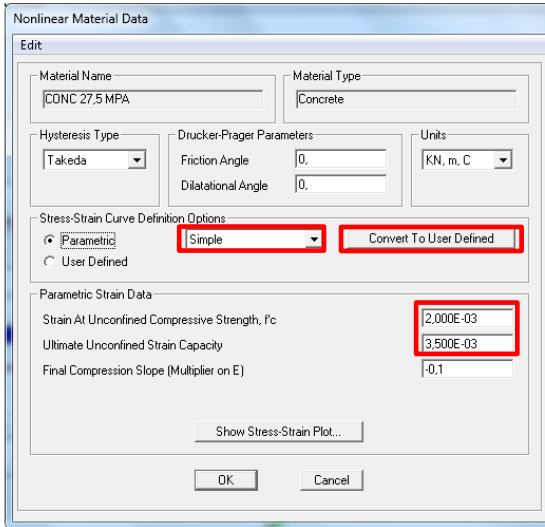 Nonlinear Material Data
Edit
Material Name
CONC 27,5 MPA
Material Type
Concrete
Hysteresis Type
Takeda
Drucker-Prager Parameters
Friction Angle 0,
Dilatational Angle 0,
Units
KN, m, C
Stress-Strain Curve Definition Options
Parametric Simple Convert To User Defined
User Defined
Parametric Strain Data
Strain At Unconfined Compressive Strength, f'c 2,000E-03
Ultimate Unconfined Strain Capacity 3,500E-03
Final Compression Slope (Multiplier on E) -0,1
Show Stress-Strain Plot...
OK Cancel